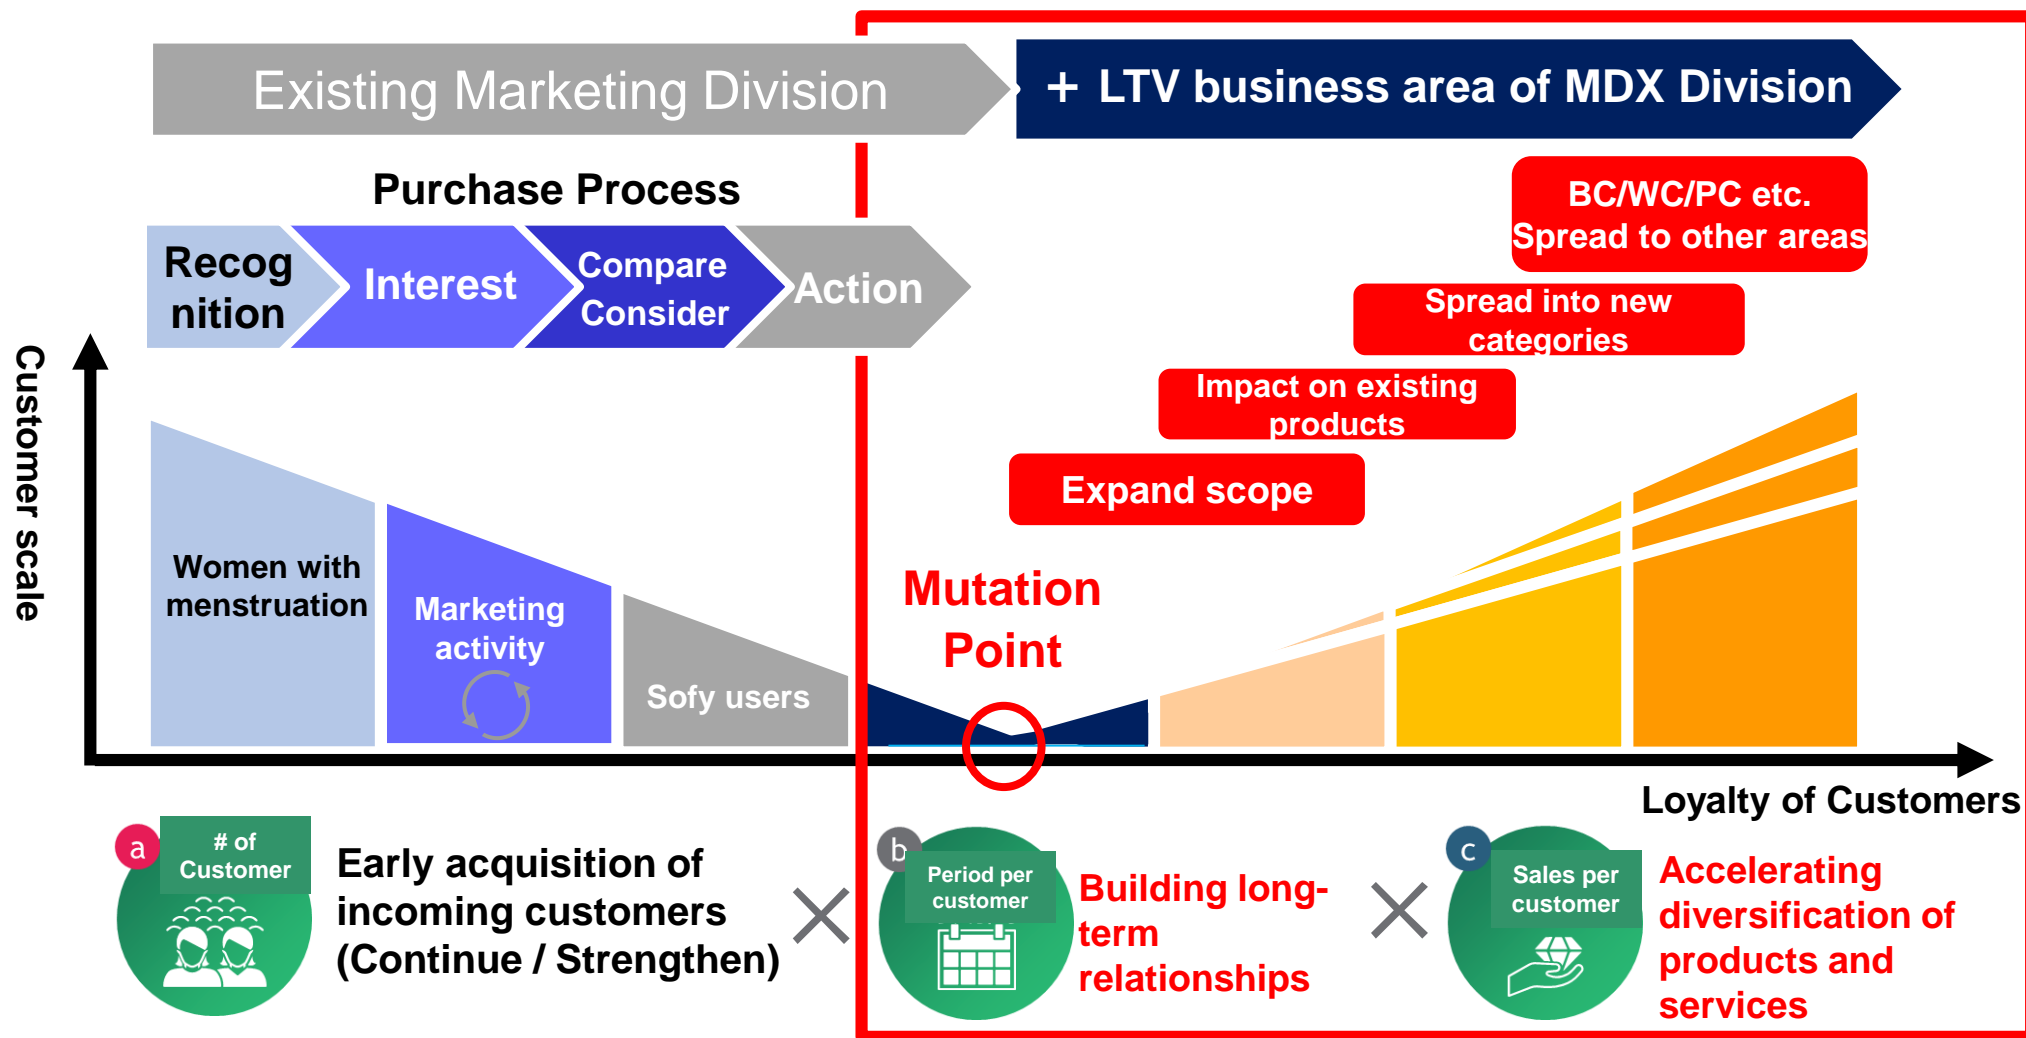 Existing Marketing Division
+ LTV business area of MDX Division
Purchase Process
Recog
nition
Interest
Compare
Consider
Action
BC/WC/PC etc.
Spread to other areas
Spread into new
categories
Impact on existing
products
Expand scope
Customer scale
Women with
menstruation
Marketing
activity
Sofy users
Mutation
Point
Loyalty of Customers
a
# of
Customer
Early acquisition of
incoming customers
(Continue / Strengthen)
b
Period per
customer
Building long-
term
relationships
c
Sales per
customer
Accelerating
diversification of
products and
services